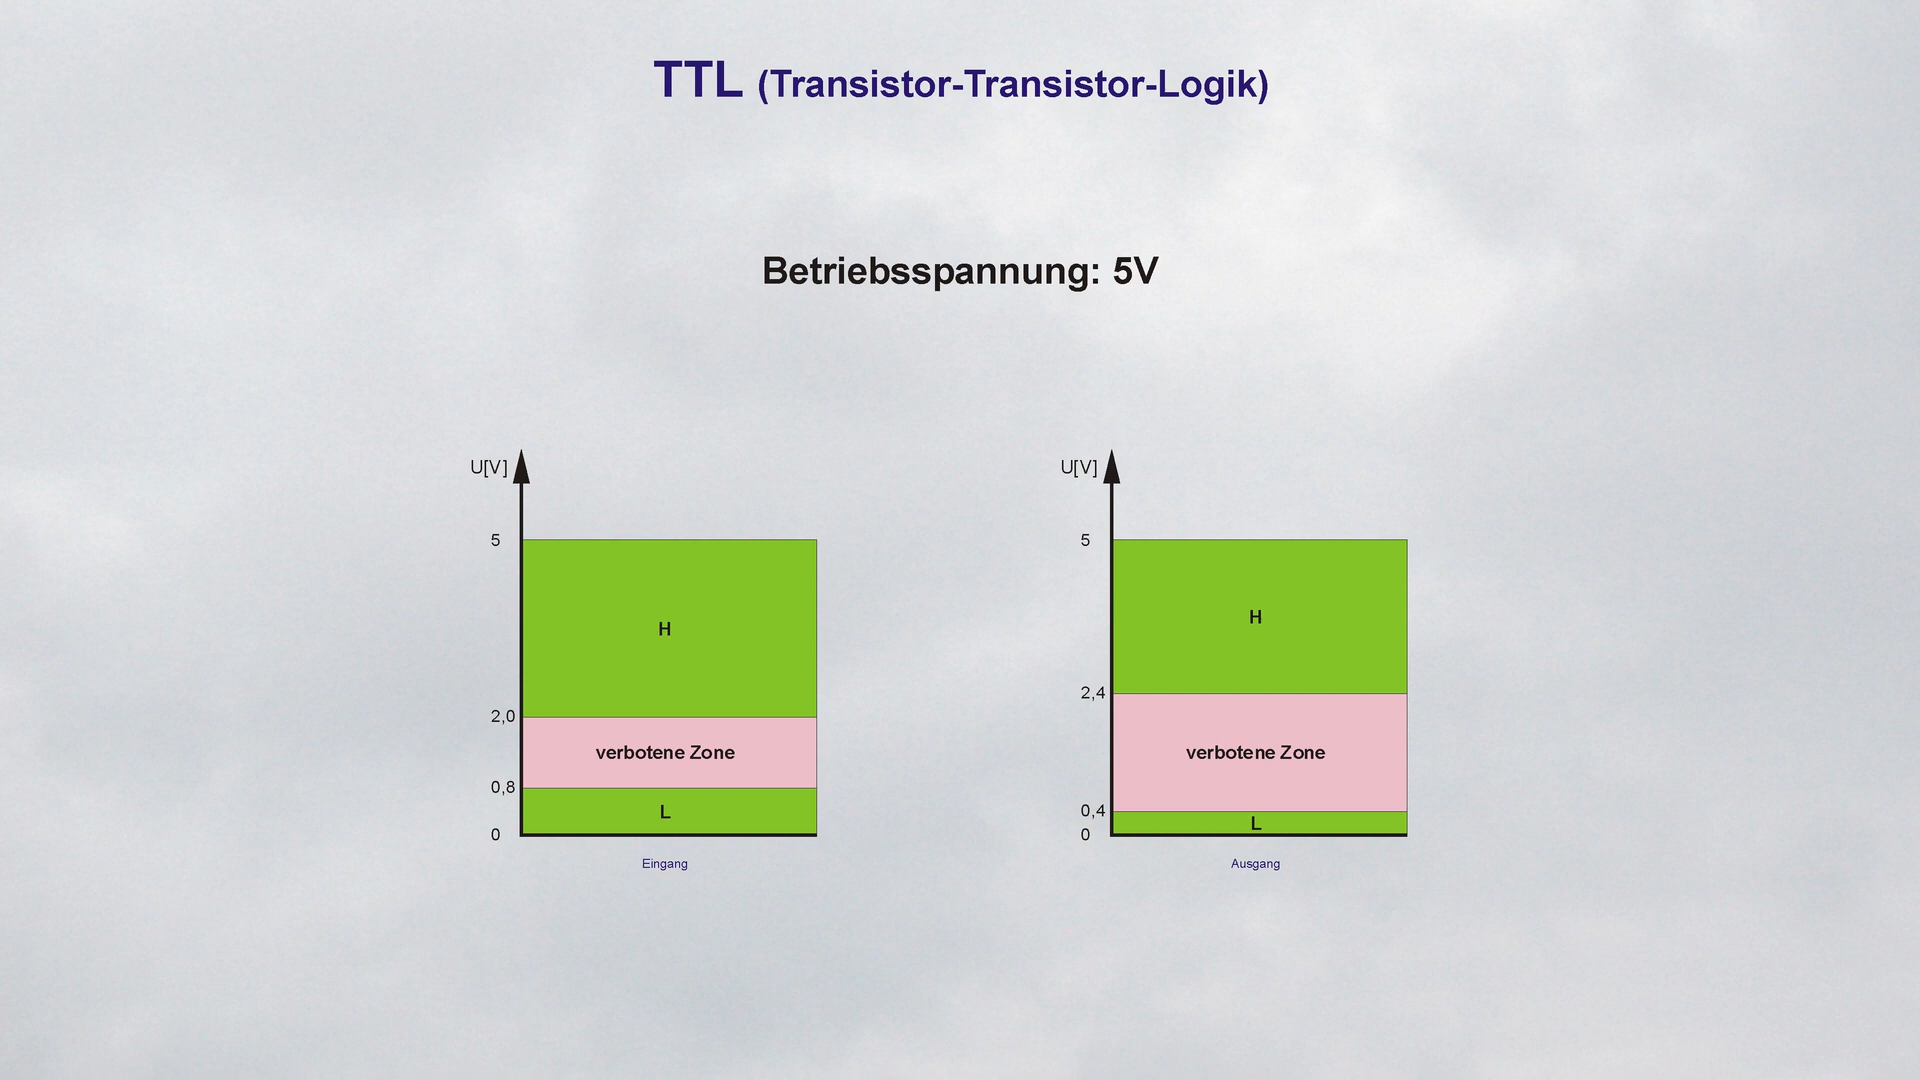 TTL (Transistor-Transistor-Logik)
Betriebsspannung: 5V
U[V]
5
H
2,0
verbotene Zone
0,8
L
0
Eingang
U[V]
5
H
2,4
verbotene Zone
0,4
L
0
Ausgang